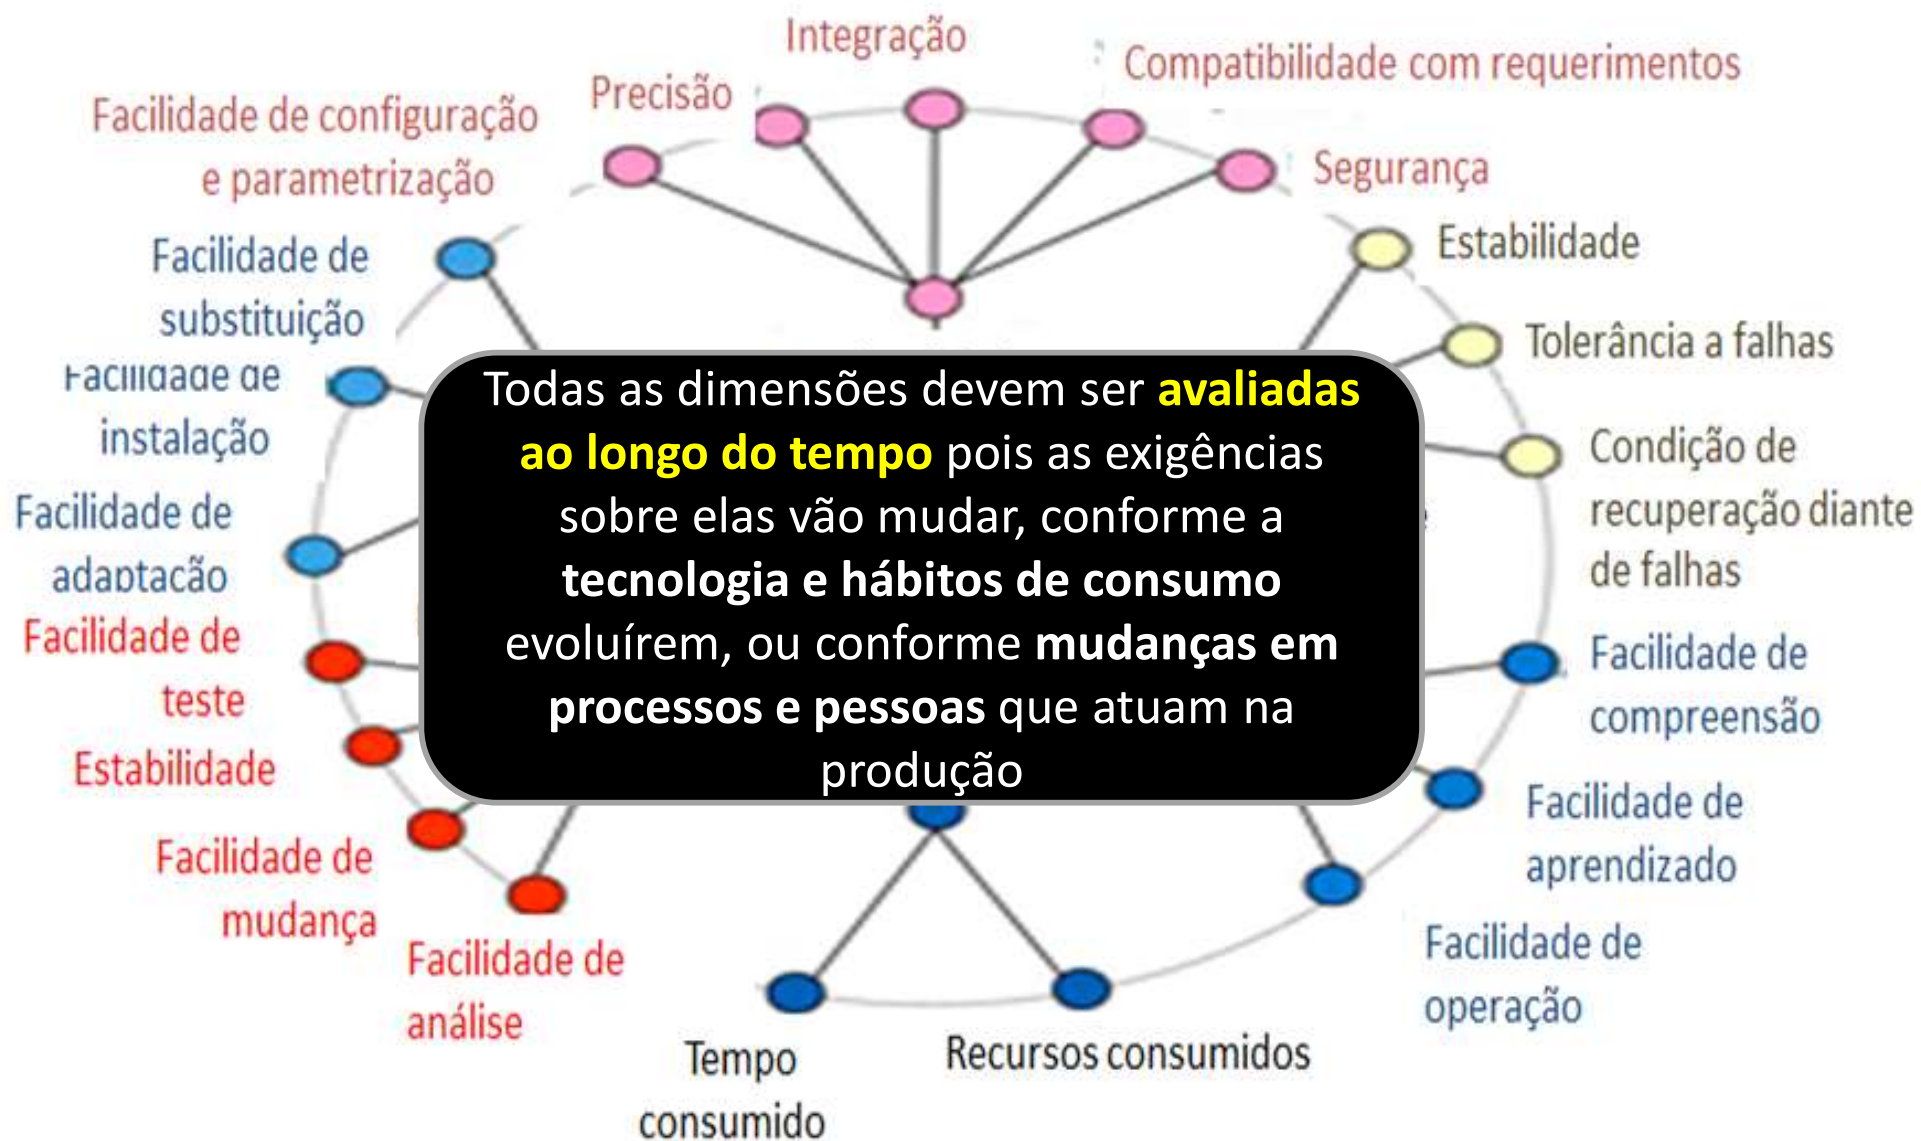 Integração
Compatibilidade com requerimentos
Precisão
Facilidade de configuração
e parametrização
Segurança
Facilidade de
substituição
Estabilidade
Tolerância a falhas
Facilidade de
instalação
Condição de
recuperação diante
de falhas
Facilidade de
adaptação
Todas as dimensões devem ser avaliadas
ao longo do tempo pois as exigências
sobre elas vão mudar, conforme a
tecnologia e hábitos de consumo
evoluírem, ou conforme mudanças em
processos e pessoas que atuam na
produção
Facilidade de
teste
Facilidade de
compreensão
Estabilidade
Facilidade de
aprendizado
Facilidade de
mudança
Facilidade de
operação
Facilidade de
análise
Tempo
consumido
Recursos consumidos